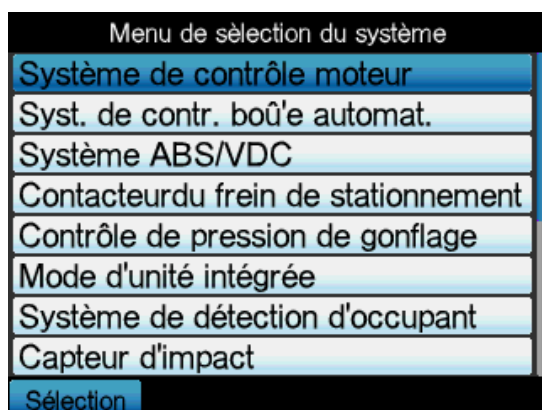 Menu de sèlection du système
Système de contrôle moteur
Syst. de contr. boû'e automat.
Système ABS/VDC
Contacteurdu frein de stationnement
Contrôle de pression de gonflage
Mode d'unité intégrée
Système de détection d'occupant
Capteur d'impact
Sélection